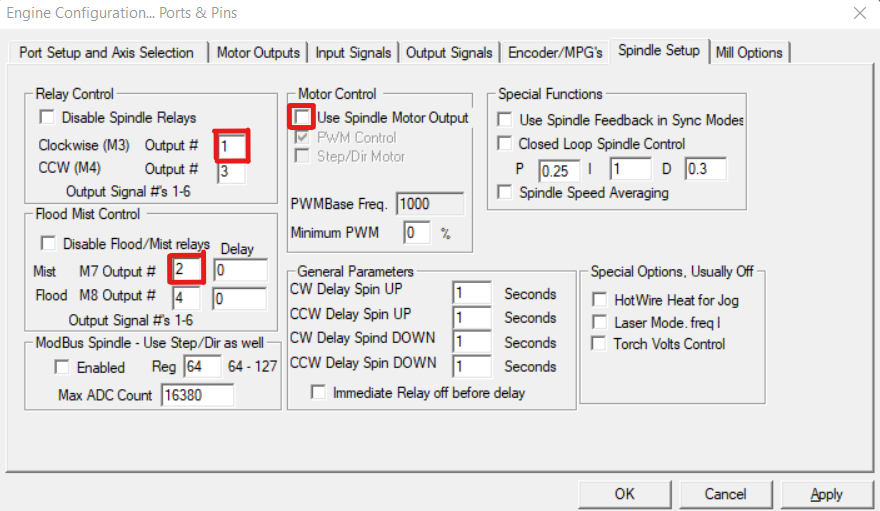 Engine Configuration... Ports & Pins
Port Setup and Axis Selection Motor Outputs Input Signals Output Signals Encoder/MPG's Spindle Setup Mill Options
Relay Control
Disable Spindle Relays
Clockwise (M3) Output # 1
CCW (M4) Output # 3
Output Signal #'s 1-6
Flood Mist Control
Disable Flood/Mist relays Delay
Mist M7 Output # 2 0
Flood M8 Output # 4 0
Output Signal #'s 1-6
ModBus Spindle - Use Step/Dir as well
Enabled Reg 64 64 - 127
Max ADC Count 16380
Motor Control
Use Spindle Motor Output
PWM Control
Step/Dir Motor
PWMBase Freq. 1000
Minimum PWM 0 %
General Parameters
CW Delay Spin UP 1 Seconds
CCW Delay Spin UP 1 Seconds
CW Delay Spind DOWN 1 Seconds
CCW Delay Spin DOWN 1 Seconds
Immediate Relay off before delay
Special Functions
Use Spindle Feedback in Sync Modes
Closed Loop Spindle Control
P 0.25 I 1 D 0.3
Spindle Speed Averaging
Special Options, Usually Off
HotWire Heat for Jog
Laser Mode. freq I
Torch Volts Control
OK Cancel Apply